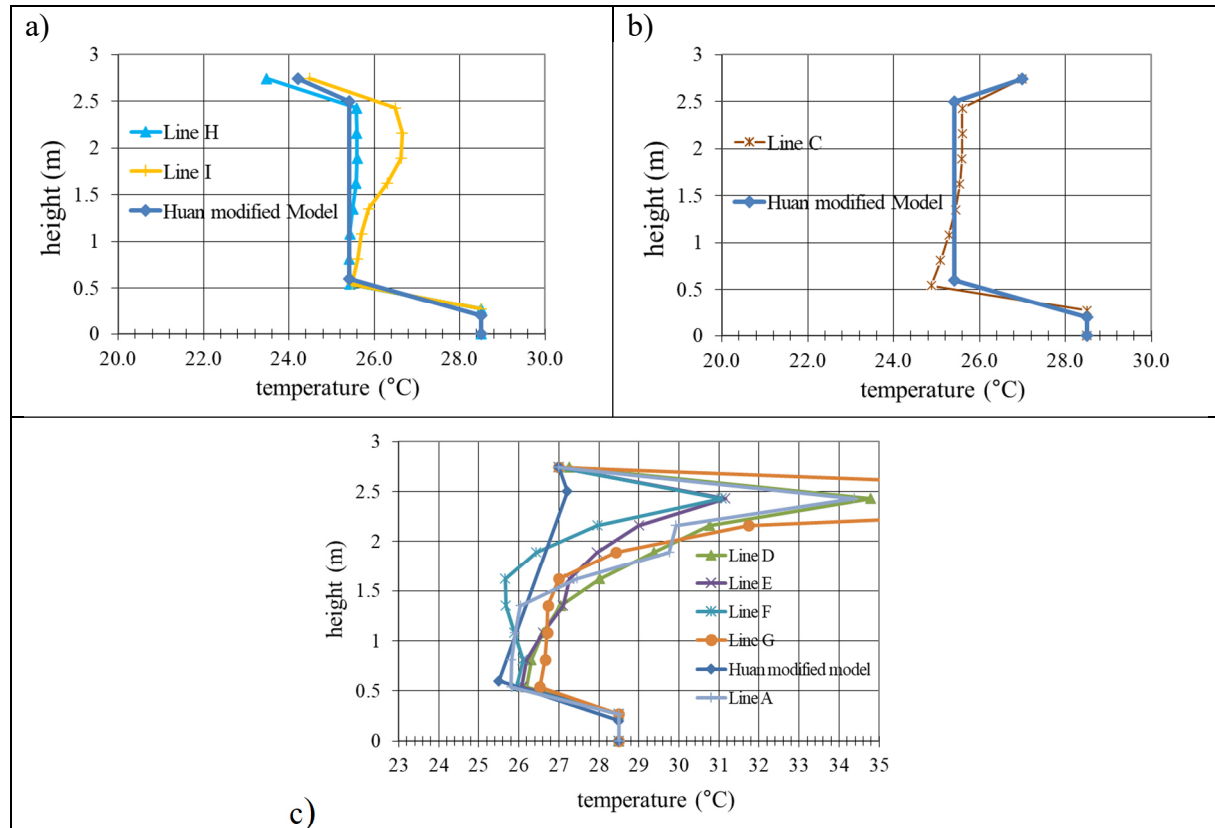 a)
3
2.5
2
1.5
1
0.5
0
height (m)
Line H
Line I
Huan modified Model
20.0 22.0 24.0 26.0 28.0 30.0
temperature (°C)
b)
3
2.5
2
1.5
1
0.5
0
height (m)
Line C
Huan modified Model
20.0 22.0 24.0 26.0 28.0 30.0
temperature (°C)
3
2.5
2
1.5
1
0.5
0
height (m)
Line D
Line E
Line F
Line G
Huan modified model
Line A
23 24 25 26 27 28 29 30 31 32 33 34 35
temperature (°C)
c)